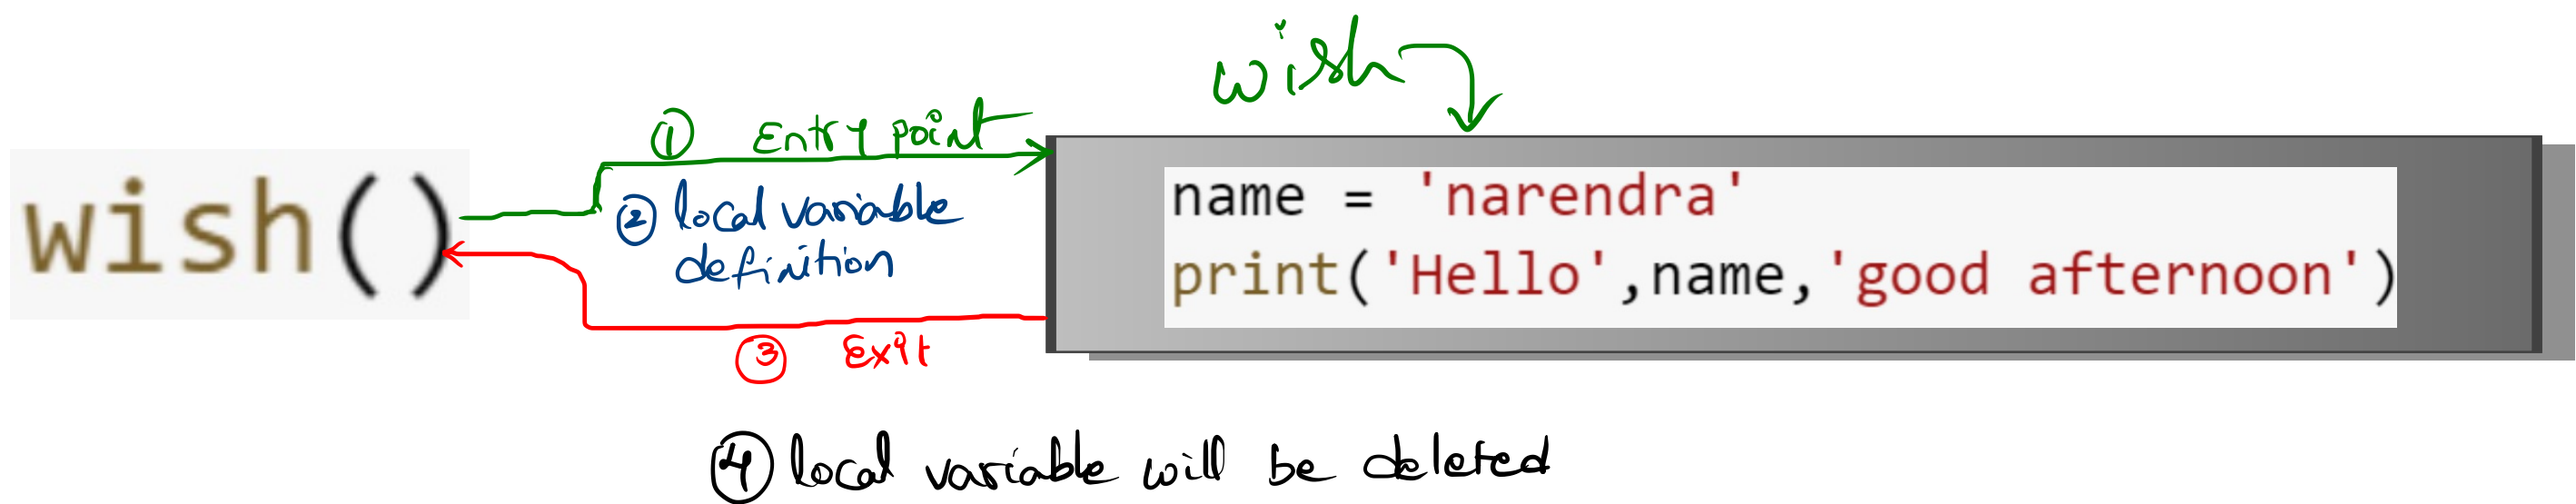 wish
① Entry point
wish()
② local variable
definition
name = 'narendra'
print('Hello',name,'good afternoon')
③ Exit
④ local variable will be deleted